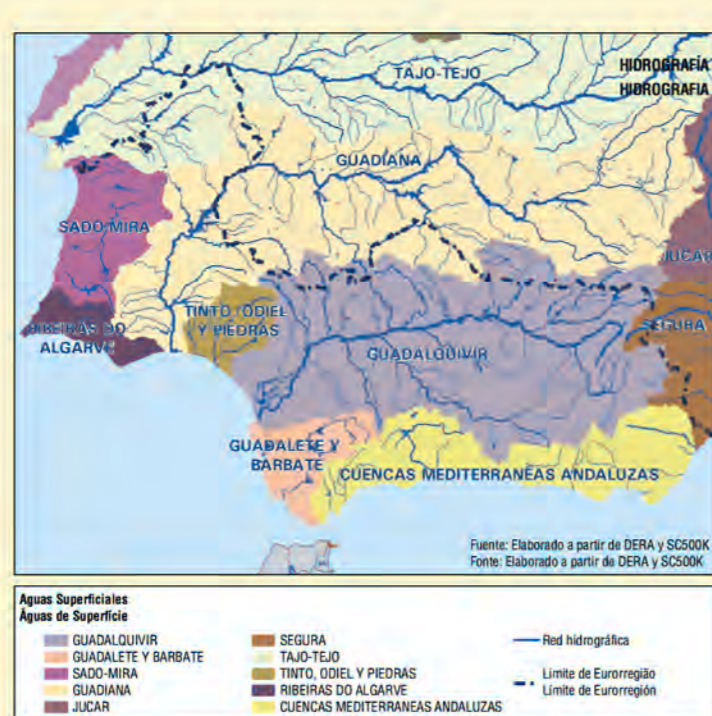 TAJO-TEJO
HIDROGRAFÍA
HIDROGRAFIA
GUADIANA
SADO-MIRA
JUCAR
TINTO, ODIEL
Y PIEDRAS
SEGURA
RIBEIRAS DO
ALGARVE
GUADALQUIVIR
GUADALETE Y
BARBATE
CUENCAS MEDITERRANEAS ANDALUZAS
Fuente: Elaborado a partir de DERA y SC500K
Fonte: Elaborado a partir de DERA y SC500K
Aguas Superficiales
Águas de Superfície
GUADALQUIVIR
GUADALETE Y BARBATE
SADO-MIRA
GUADIANA
JUCAR
SEGURA
TAJO-TEJO
TINTO, ODIEL Y PIEDRAS
RIBEIRAS DO ALGARVE
CUENCAS MEDITERRANEAS ANDALUZAS
Red hidrográfica
Limite de Eurorregião
Límite de Eurorregión